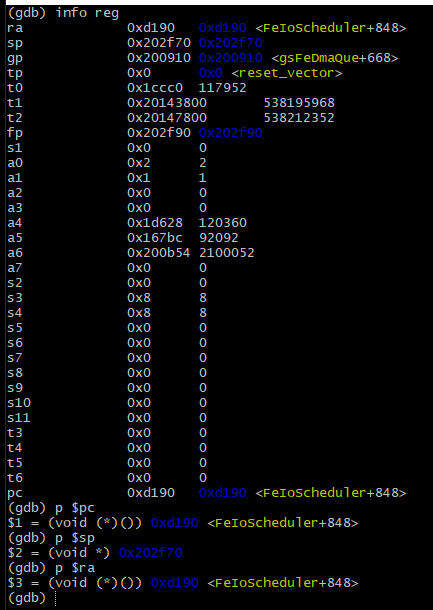 (gdb) info reg
ra 0xd190 0xd190 <FeIoScheduler+848>
sp 0x202f70 0x202f70
gp 0x200910 0x200910 <gsFeDmaQue+668>
tp 0x0 0x0 <reset_vector>
t0 0x1ccc0 117952
t1 0x20143800 538195968
t2 0x20147800 538212352
fp 0x202f90 0x202f90
s1 0x0 0
a0 0x2 2
a1 0x1 1
a2 0x0 0
a3 0x0 0
a4 0x1d628 120360
a5 0x167bc 92092
a6 0x200b54 2100052
a7 0x0 0
s2 0x0 0
s3 0x8 8
s4 0x8 8
s5 0x0 0
s6 0x0 0
s7 0x0 0
s8 0x0 0
s9 0x0 0
s10 0x0 0
s11 0x0 0
t3 0x0 0
t4 0x0 0
t5 0x0 0
t6 0x0 0
pc 0xd190 0xd190 <FeIoScheduler+848>
(gdb) p $pc
$1 = (void (*)()) 0xd190 <FeIoScheduler+848>
(gdb) p $sp
$2 = (void *) 0x202f70
(gdb) p $ra
$3 = (void (*)()) 0xd190 <FeIoScheduler+848>
(gdb)